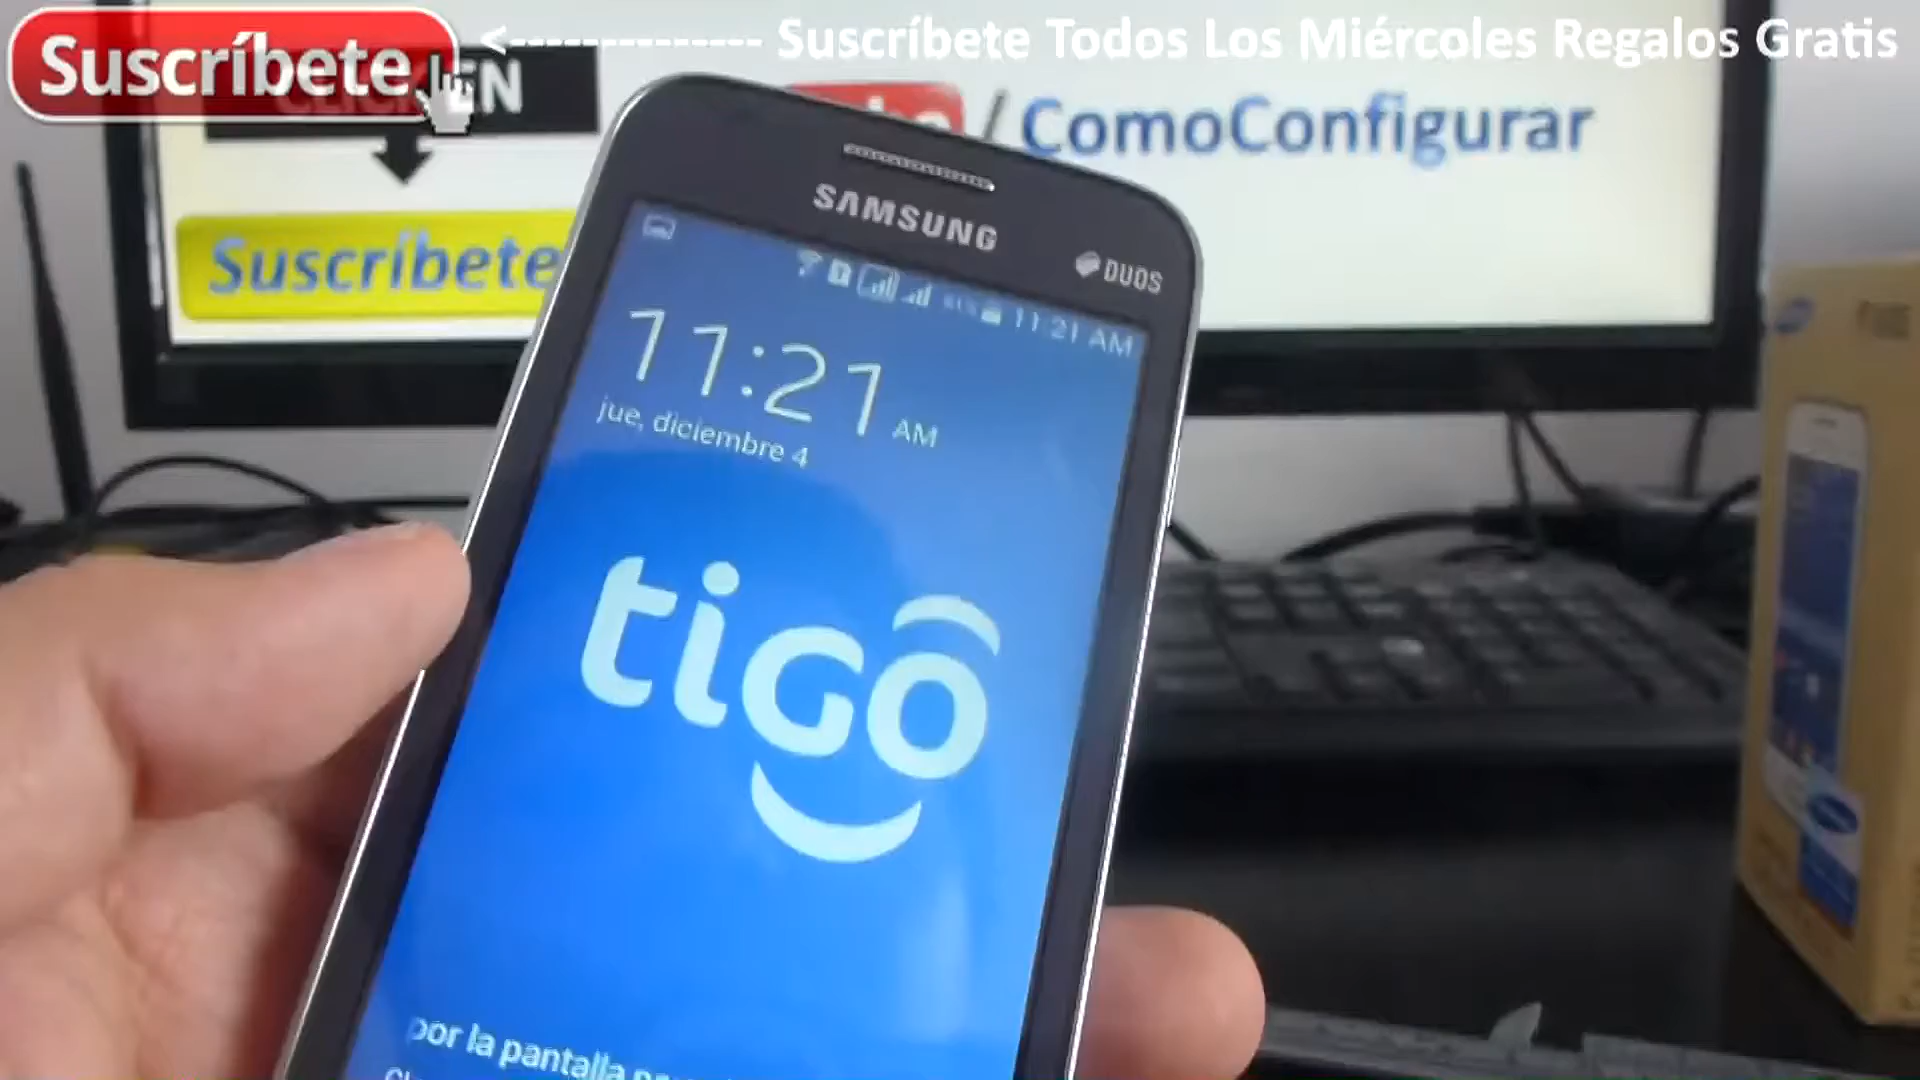 Suscríbete <-------------- Suscríbete Todos Los Miércoles Regalos Gratis
EN
/ComoConfigurar
Suscríbete
SAMSUNG
DUOS
11:21 AM
11:21 AM
jue, diciembre 4
tigo
por la pantalla